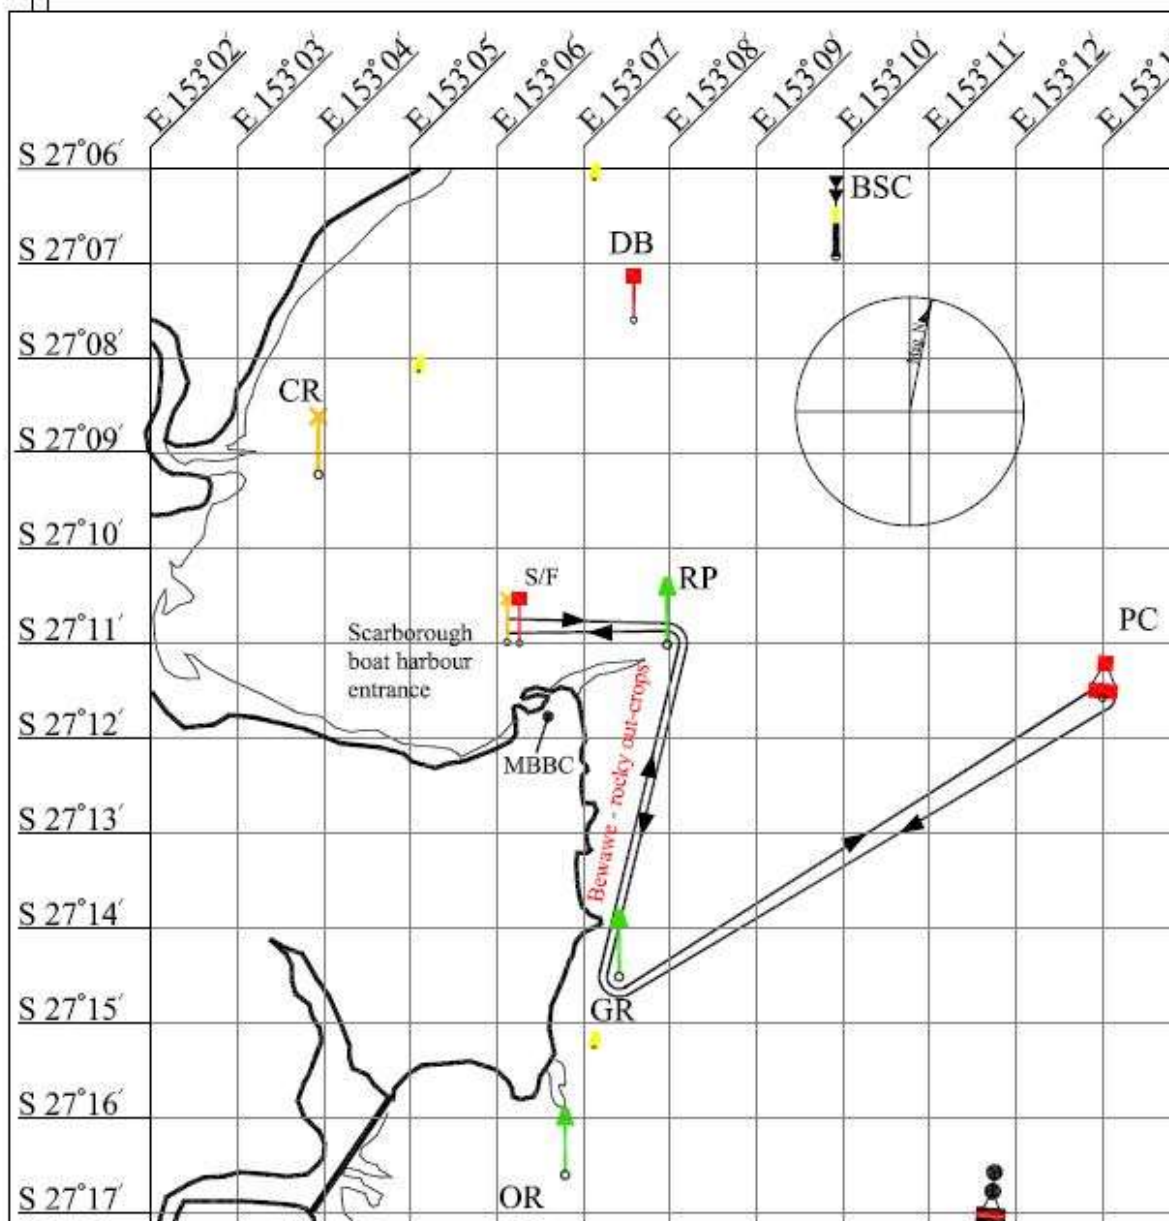 E 153°02′
E 153°03′
E 153°04′
E 153°05′
E 153°06′
E 153°07′
E 153°08′
E 153°09′
E 153°10′
E 153°11′
E 153°12′
E 153°1
S 27°06′
BSC
DB
S 27°07′
S 27°08′
Mag. N
CR
S 27°09′
S 27°10′
S/F
RP
S 27°11′
PC
Scarborough
boat harbour
entrance
S 27°12′
MBBC
Bewawe - rocky out-crops
S 27°13′
S 27°14′
S 27°15′
GR
S 27°16′
OR
S 27°17′